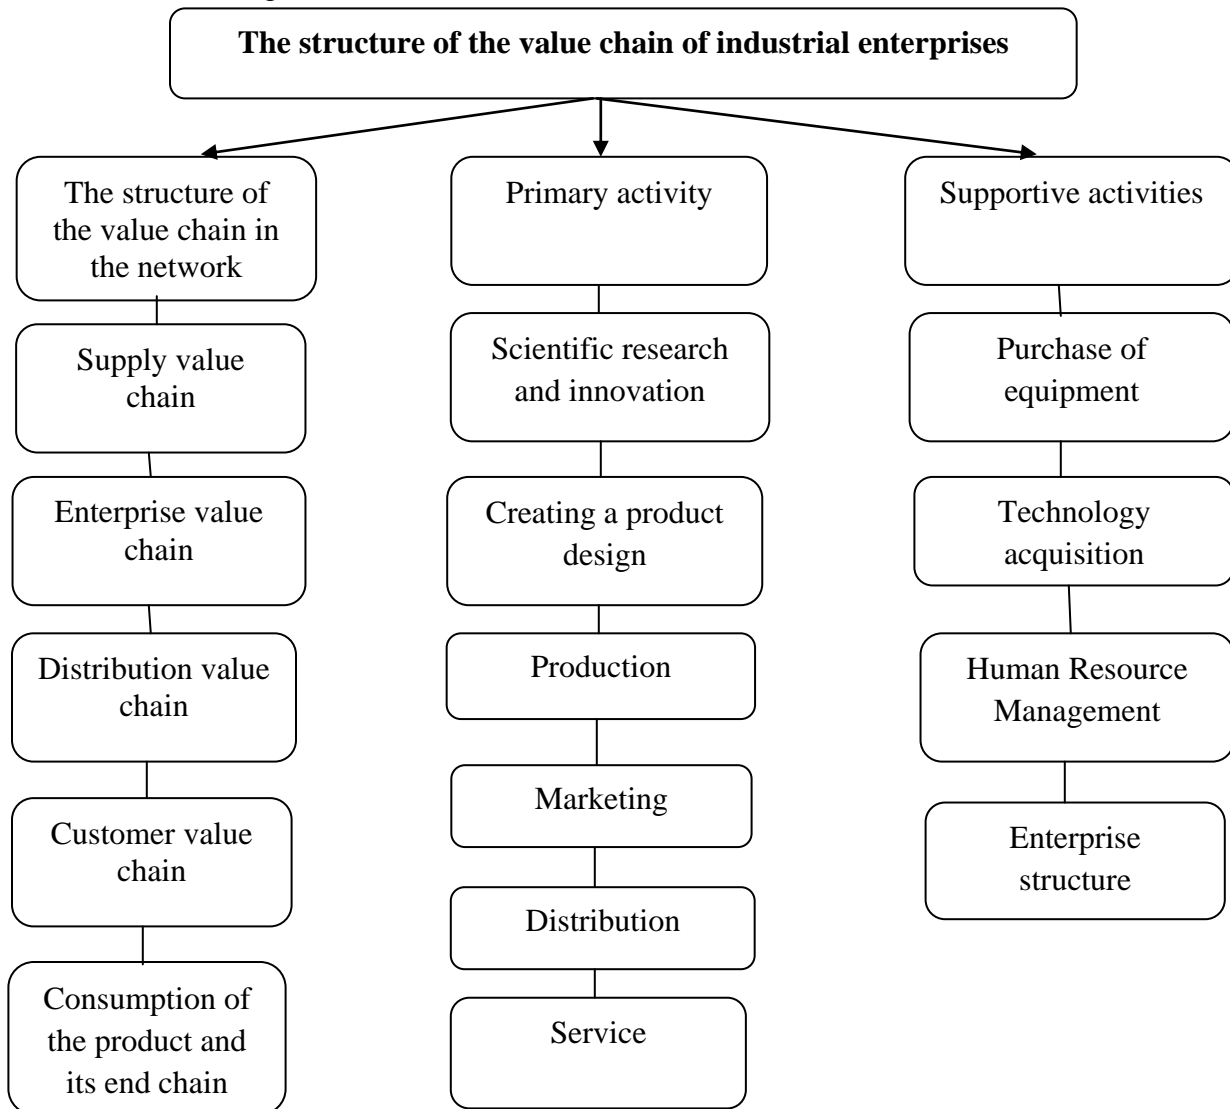 The structure of the value chain of industrial enterprises
The structure of
the value chain in
the network
Supply value
chain
Enterprise value
chain
Distribution value
chain
Customer value
chain
Consumption of
the product and
its end chain
Primary activity
Scientific research
and innovation
Creating a product
design
Production
Marketing
Distribution
Service
Supportive activities
Purchase of
equipment
Technology
acquisition
Human Resource
Management
Enterprise
structure